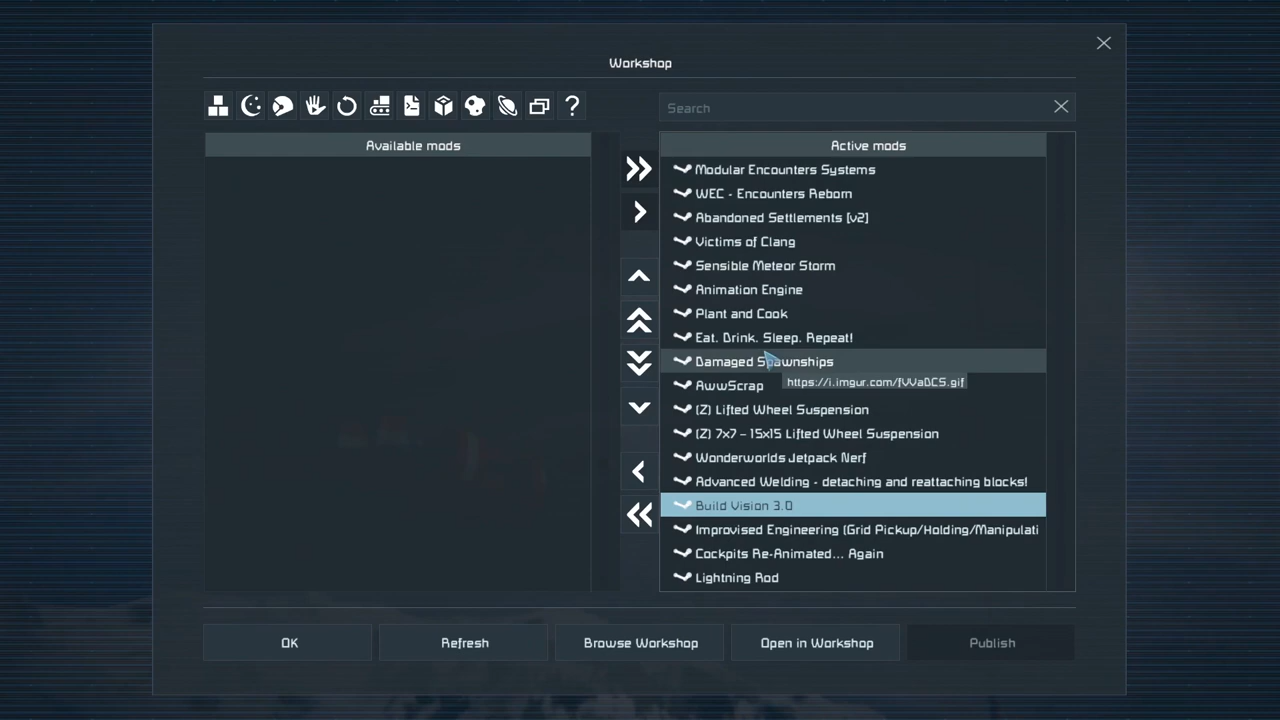 Workshop
Search
Available mods
Active mods
Modular Encounters Systems
WEC - Encounters Reborn
Abandoned Settlements [v2]
Victims of Clang
Sensible Meteor Storm
Animation Engine
Plant and Cook
Eat. Drink. Sleep. Repeat!
Damaged Spawnships
https://i.imgur.com/fVVaDCS.gif
AwwScrap
(Z) Lifted Wheel Suspension
(Z) 7x7 - 15x15 Lifted Wheel Suspension
Wonderworlds Jetpack Nerf
Advanced Welding - detaching and reattaching blocks!
Build Vision 3.0
Improvised Engineering (Grid Pickup/Holding/Manipulati
Cockpits Re-Animated... Again
Lightning Rod
OK
Refresh
Browse Workshop
Open in Workshop
Publish